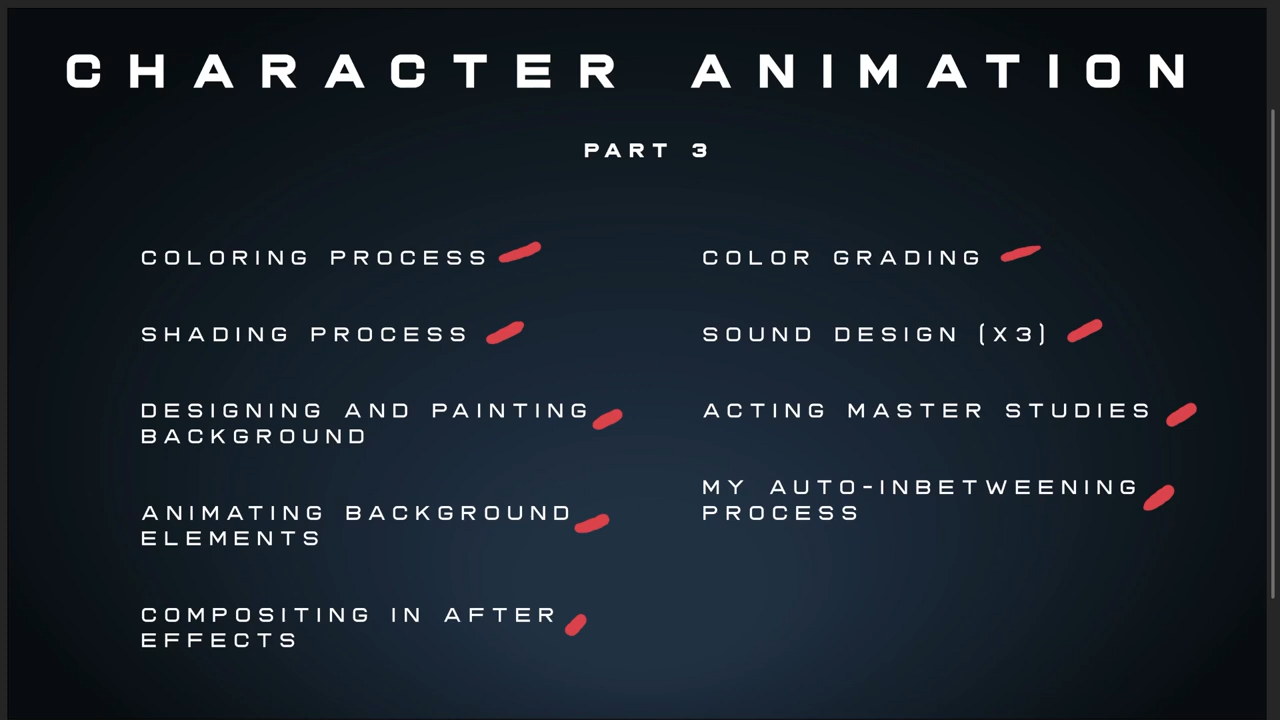 CHARACTER ANIMATION
PART 3
COLORING PROCESS
SHADING PROCESS
DESIGNING AND PAINTING
BACKGROUND
ANIMATING BACKGROUND
ELEMENTS
COMPOSITING IN AFTER
EFFECTS
COLOR GRADING
SOUND DESIGN (X3)
ACTING MASTER STUDIES
MY AUTO-INBETWEENING
PROCESS